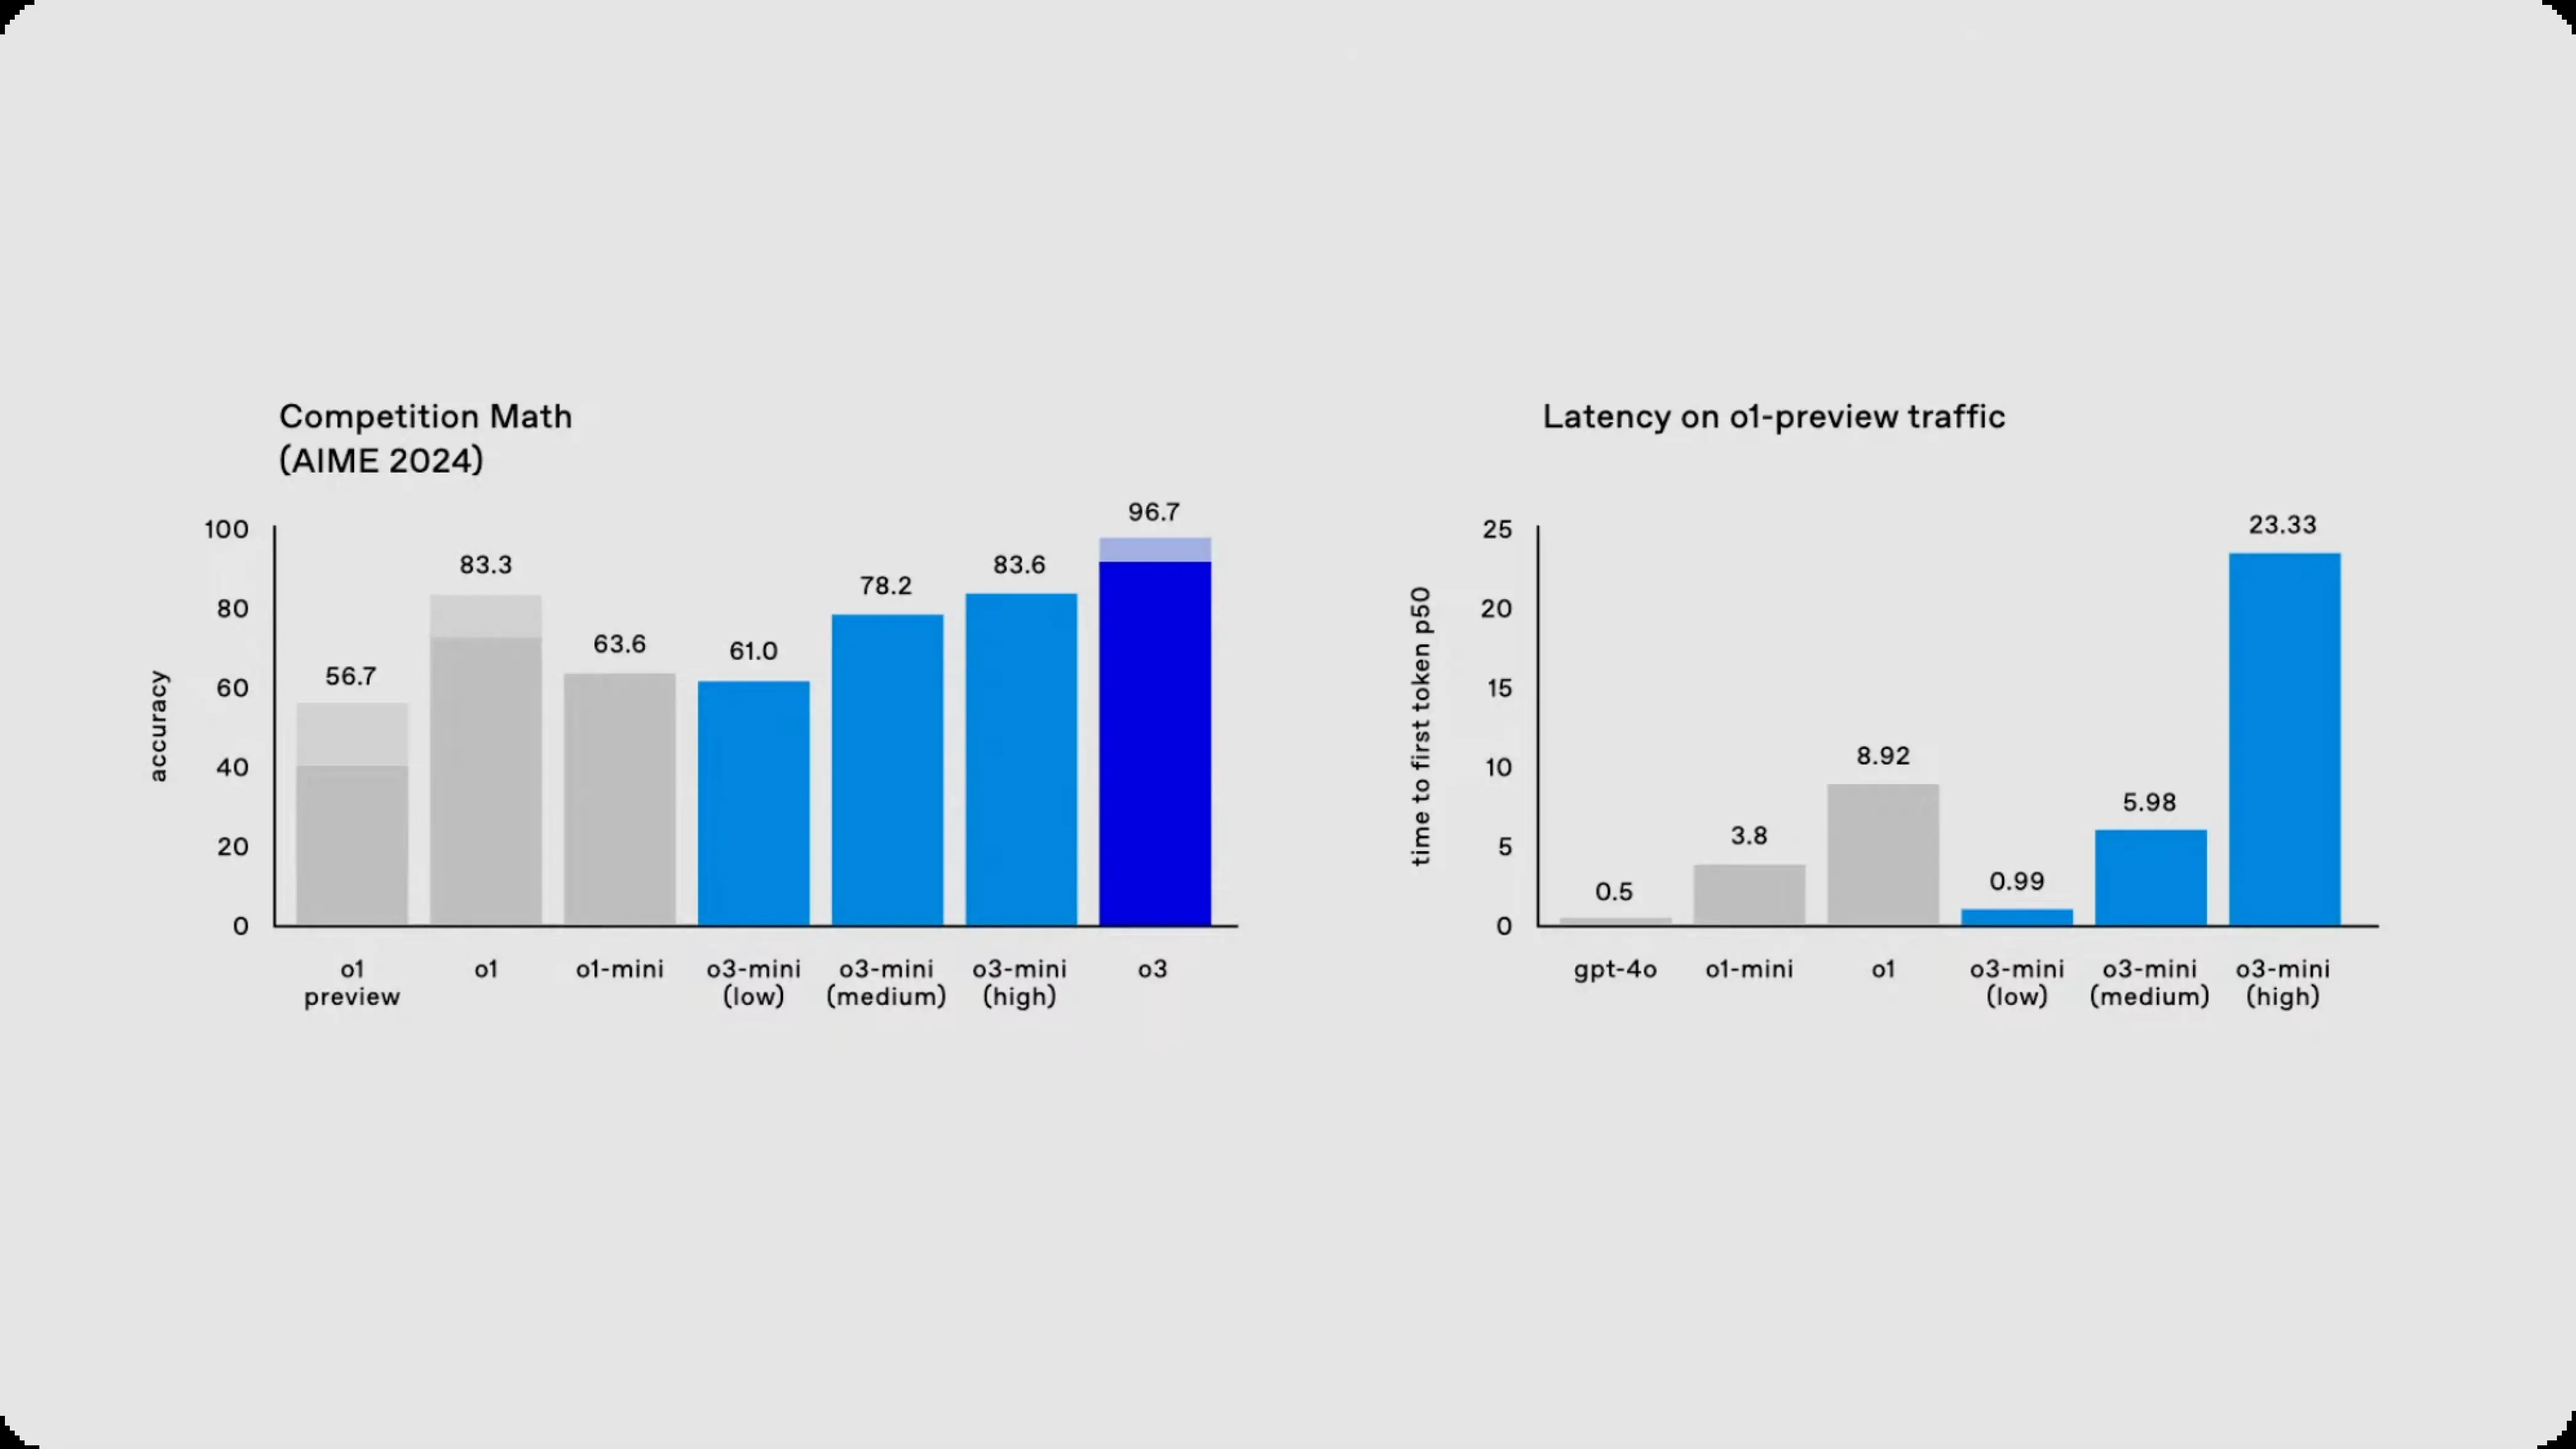 Competition Math
(AIME 2024)
accuracy
100
80
60
40
20
0
56.7
83.3
63.6
61.0
78.2
83.6
96.7
o1
preview
o1
o1-mini
o3-mini
(low)
o3-mini
(medium)
o3-mini
(high)
o3
Latency on o1-preview traffic
time to first token p50
25
20
15
10
5
0
0.5
3.8
8.92
0.99
5.98
23.33
gpt-4o
o1-mini
o1
o3-mini
(low)
o3-mini
(medium)
o3-mini
(high)